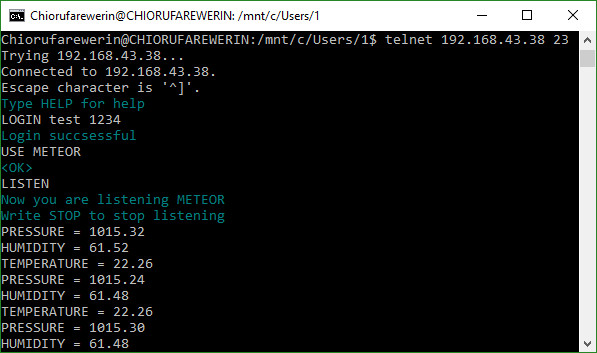 Chiorufarewerin@CHIORUFAREWERIN: /mnt/c/Users/1
Chiorufarewerin@CHIORUFAREWERIN:/mnt/c/Users/1$ telnet 192.168.43.38 23
Trying 192.168.43.38...
Connected to 192.168.43.38.
Escape character is '^]'.
Type HELP for help
LOGIN test 1234
Login succsessful
USE METEOR
<OK>
LISTEN
Now you are listening METEOR
Write STOP to stop listening
PRESSURE = 1015.32
HUMIDITY = 61.52
TEMPERATURE = 22.26
PRESSURE = 1015.24
HUMIDITY = 61.48
TEMPERATURE = 22.26
PRESSURE = 1015.30
HUMIDITY = 61.48